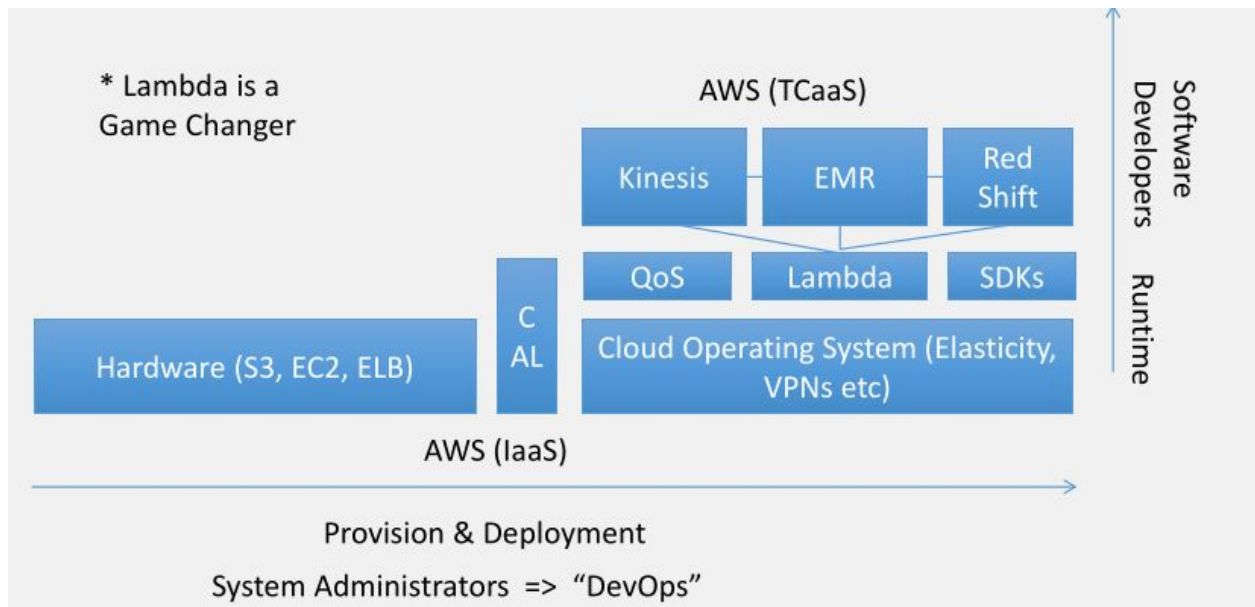 * Lambda is a
Game Changer
AWS (TCaaS)
Kinesis
EMR
Red
Shift
QoS
Lambda
SDKs
C
AL
Hardware (S3, EC2, ELB)
Cloud Operating System (Elasticity,
VPNs etc)
AWS (IaaS)
Provision & Deployment
System Administrators => “DevOps”
Software
Developers
Runtime